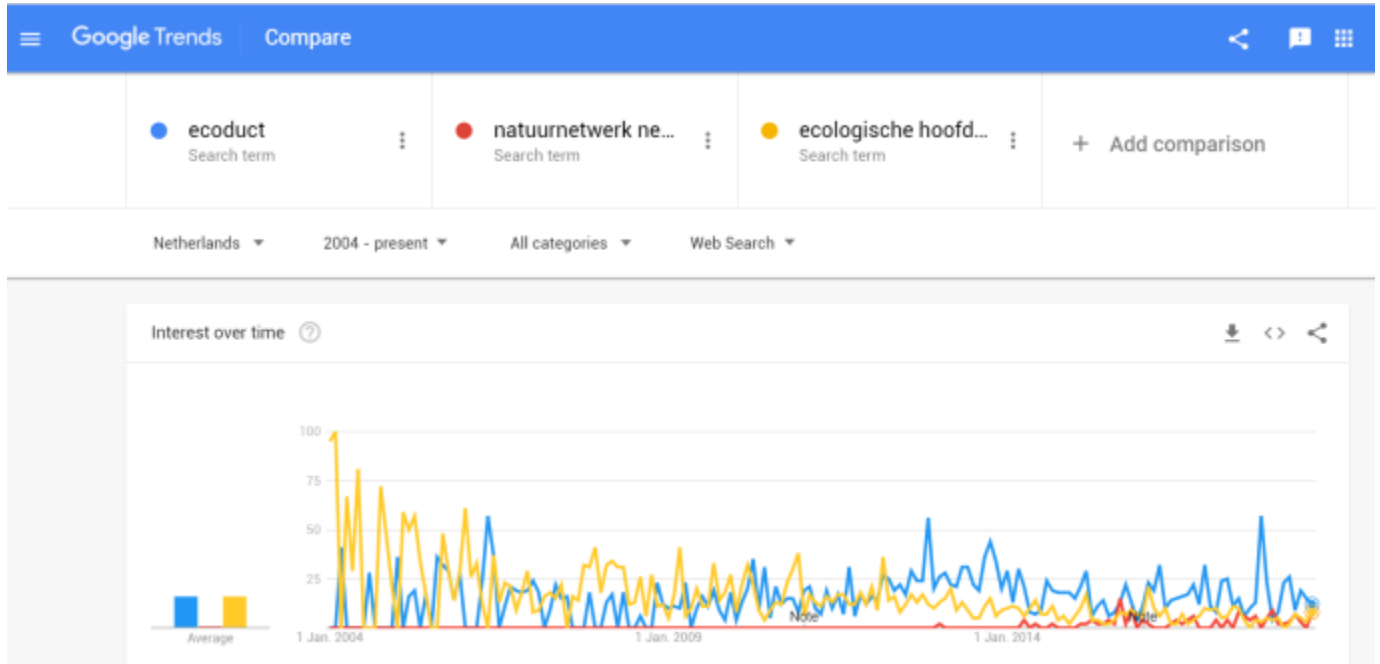 Google Trends Compare
ecoduct
Search term
natuurnetwerk ne...
Search term
ecologische hoofd...
Search term
+ Add comparison
Netherlands 2004 - present All categories Web Search
Interest over time ?
100
75
50
25
Note Note
Average 1 Jan. 2004 1 Jan. 2009 1 Jan. 2014